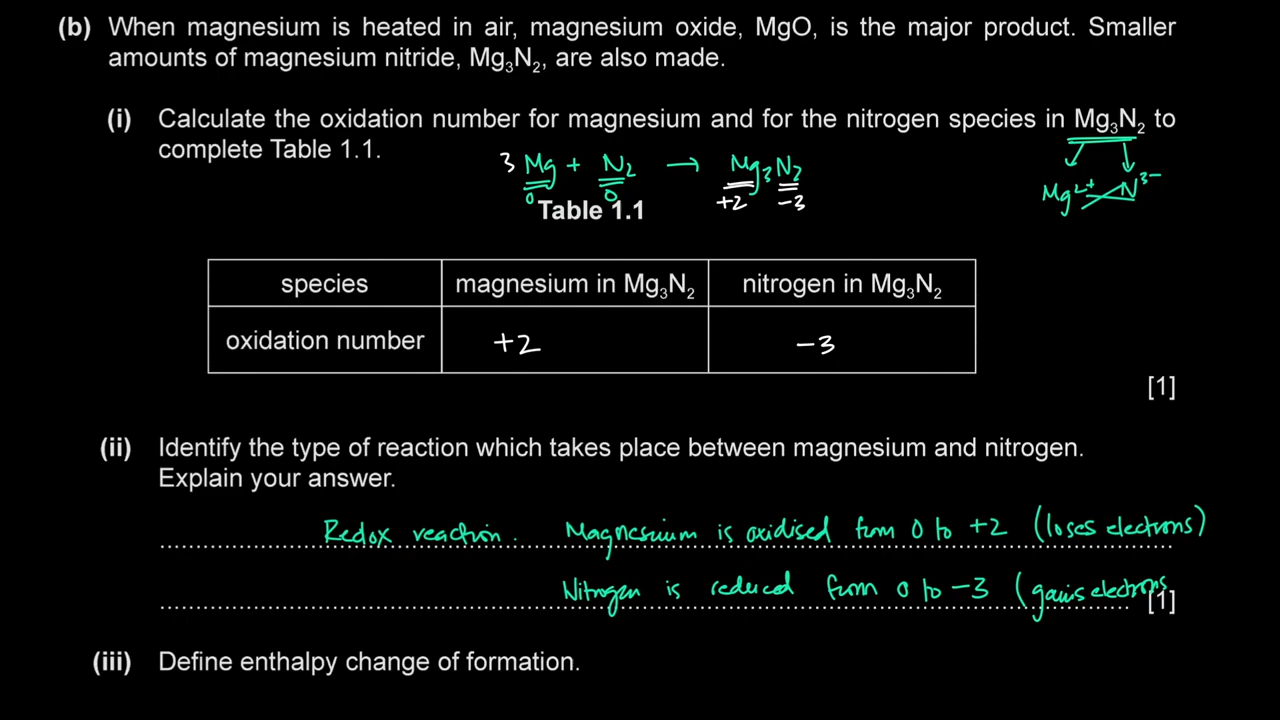 (b) When magnesium is heated in air, magnesium oxide, MgO, is the major product. Smaller
amounts of magnesium nitride, Mg₃N₂, are also made.
(i) Calculate the oxidation number for magnesium and for the nitrogen species in Mg₃N₂ to
complete Table 1.1.
3 Mg + N₂ → Mg₃N₂
0 0 +2 -3
Mg²⁺ N³⁻
Table 1.1
species magnesium in Mg₃N₂ nitrogen in Mg₃N₂
oxidation number +2 -3
[1]
(ii) Identify the type of reaction which takes place between magnesium and nitrogen.
Explain your answer.
Redox reaction. Magnesium is oxidised from 0 to +2 (loses electrons)
Nitrogen is reduced from 0 to -3 (gains electrons
[1]
(iii) Define enthalpy change of formation.